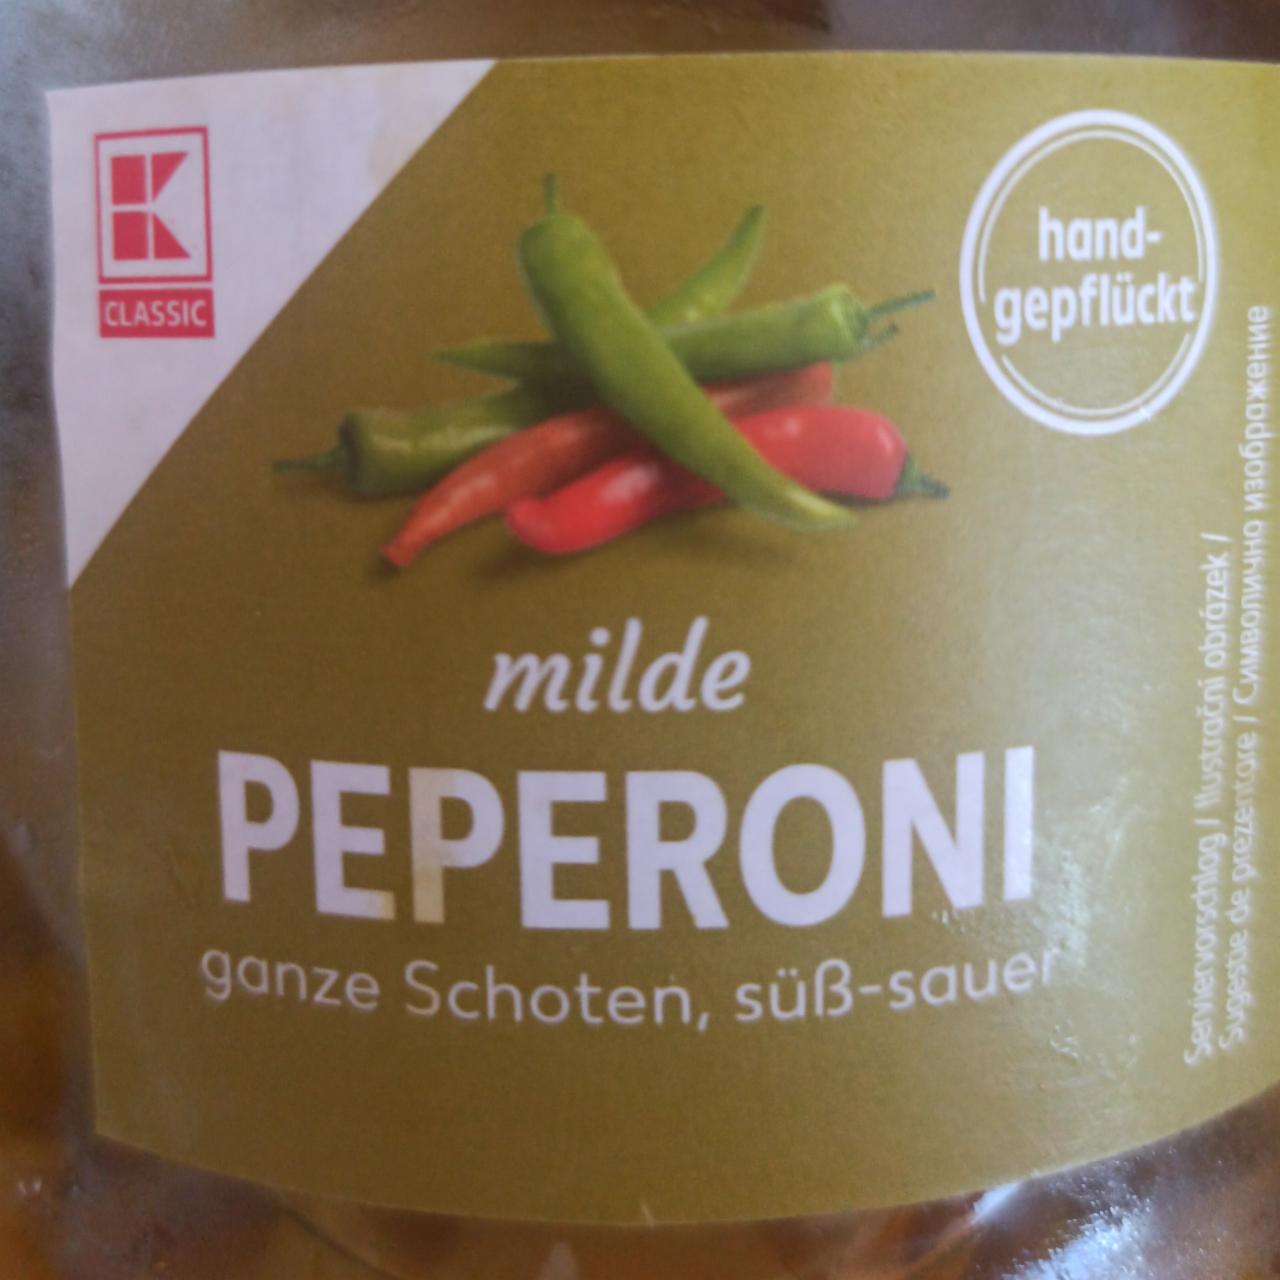 K
CLASSIC
hand-
gepflückt
milde
PEPERONI
ganze Schoten, süß-sauer
Serviervorschlag / Ilustrační obrázek /
Sugestie de prezentare / Символично изображение